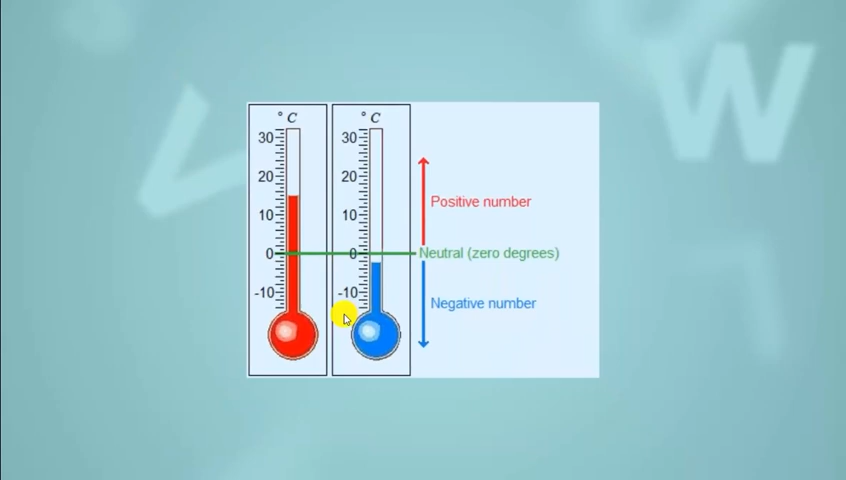 ° C
30
20
10
0
-10
° C
30
20
10
0
-10
Positive number
Neutral (zero degrees)
Negative number
W